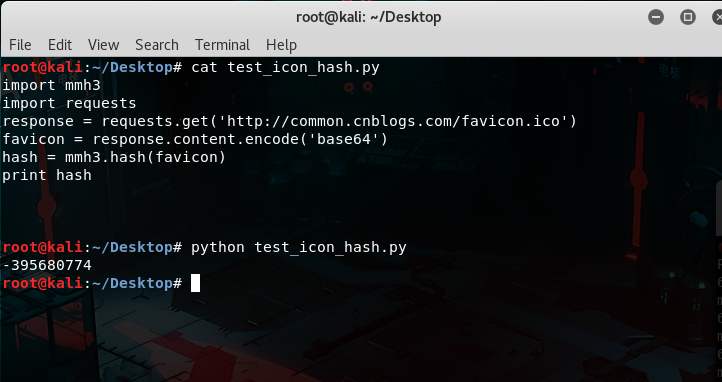 root@kali: ~/Desktop
File Edit View Search Terminal Help
root@kali:~/Desktop# cat test_icon_hash.py
import mmh3
import requests
response = requests.get('http://common.cnblogs.com/favicon.ico')
favicon = response.content.encode('base64')
hash = mmh3.hash(favicon)
print hash
root@kali:~/Desktop# python test_icon_hash.py
-395680774
root@kali:~/Desktop#